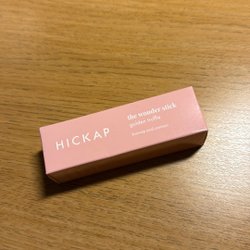 HICKAP
the wonder stick
golden truffle